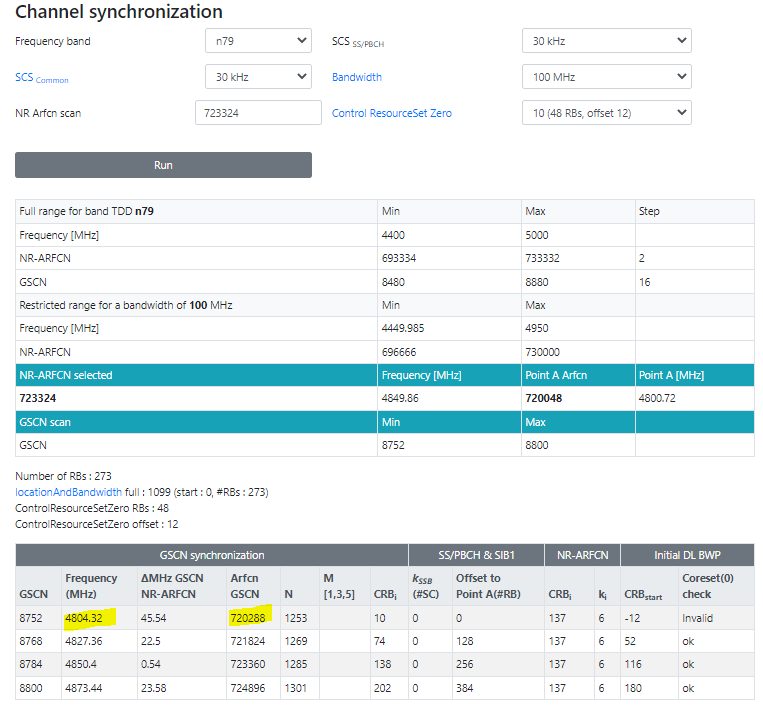 Channel synchronization
Frequency band n79 SCS SS/PBCH 30 kHz
SCS Common 30 kHz Bandwidth 100 MHz
NR Arfcn scan 723324 Control ResourceSet Zero 10 (48 RBs, offset 12)
Run
Full range for band TDD n79 Min Max Step
Frequency [MHz] 4400 5000
NR-ARFCN 693334 733332 2
GSCN 8480 8880 16
Restricted range for a bandwidth of 100 MHz Min Max
Frequency [MHz] 4449.985 4950
NR-ARFCN 696666 730000
NR-ARFCN selected Frequency [MHz] Point A Arfcn Point A [MHz]
723324 4849.86 720048 4800.72
GSCN scan Min Max
GSCN 8752 8800
Number of RBs : 273
locationAndBandwidth full : 1099 (start : 0, #RBs : 273)
ControlResourceSetZero RBs : 48
ControlResourceSetZero offset : 12
GSCN synchronization SS/PBCH & SIB1 NR-ARFCN Initial DL BWP
GSCN Frequency (MHz) ΔMHz GSCN NR-ARFCN Arfcn GSCN N M [1,3,5] CRBi kSSB (#SC) Offset to Point A(#RB) CRBi ki CRBstart Coreset(0) check
8752 4804.32 45.54 720288 1253 10 0 0 137 6 -12 Invalid
8768 4827.36 22.5 721824 1269 74 0 128 137 6 52 ok
8784 4850.4 0.54 723360 1285 138 0 256 137 6 116 ok
8800 4873.44 23.58 724896 1301 202 0 384 137 6 180 ok